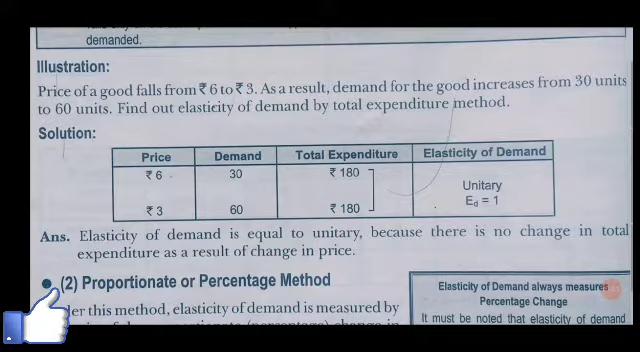 demanded.
Illustration:
Price of a good falls from ₹ 6 to ₹ 3. As a result, demand for the good increases from 30 units
to 60 units. Find out elasticity of demand by total expenditure method.
Solution:
Price Demand Total Expenditure Elasticity of Demand
₹ 6 30 ₹ 180
Unitary
Ed = 1
₹ 3 60 ₹ 180
Ans. Elasticity of demand is equal to unitary, because there is no change in total
expenditure as a result of change in price.
(2) Proportionate or Percentage Method
er this method, elasticity of demand is measured by
Elasticity of Demand always measures
Percentage Change
It must be noted that elasticity of demand